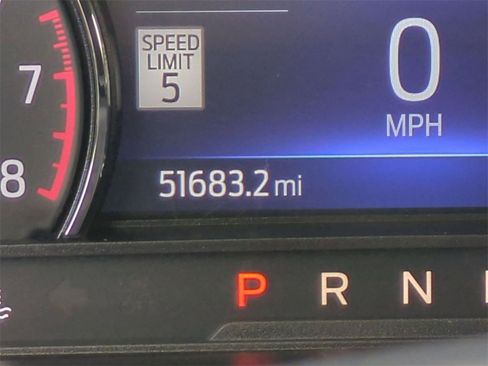 SPEED
LIMIT
5
0
MPH
7
8
51683.2 mi
P R N